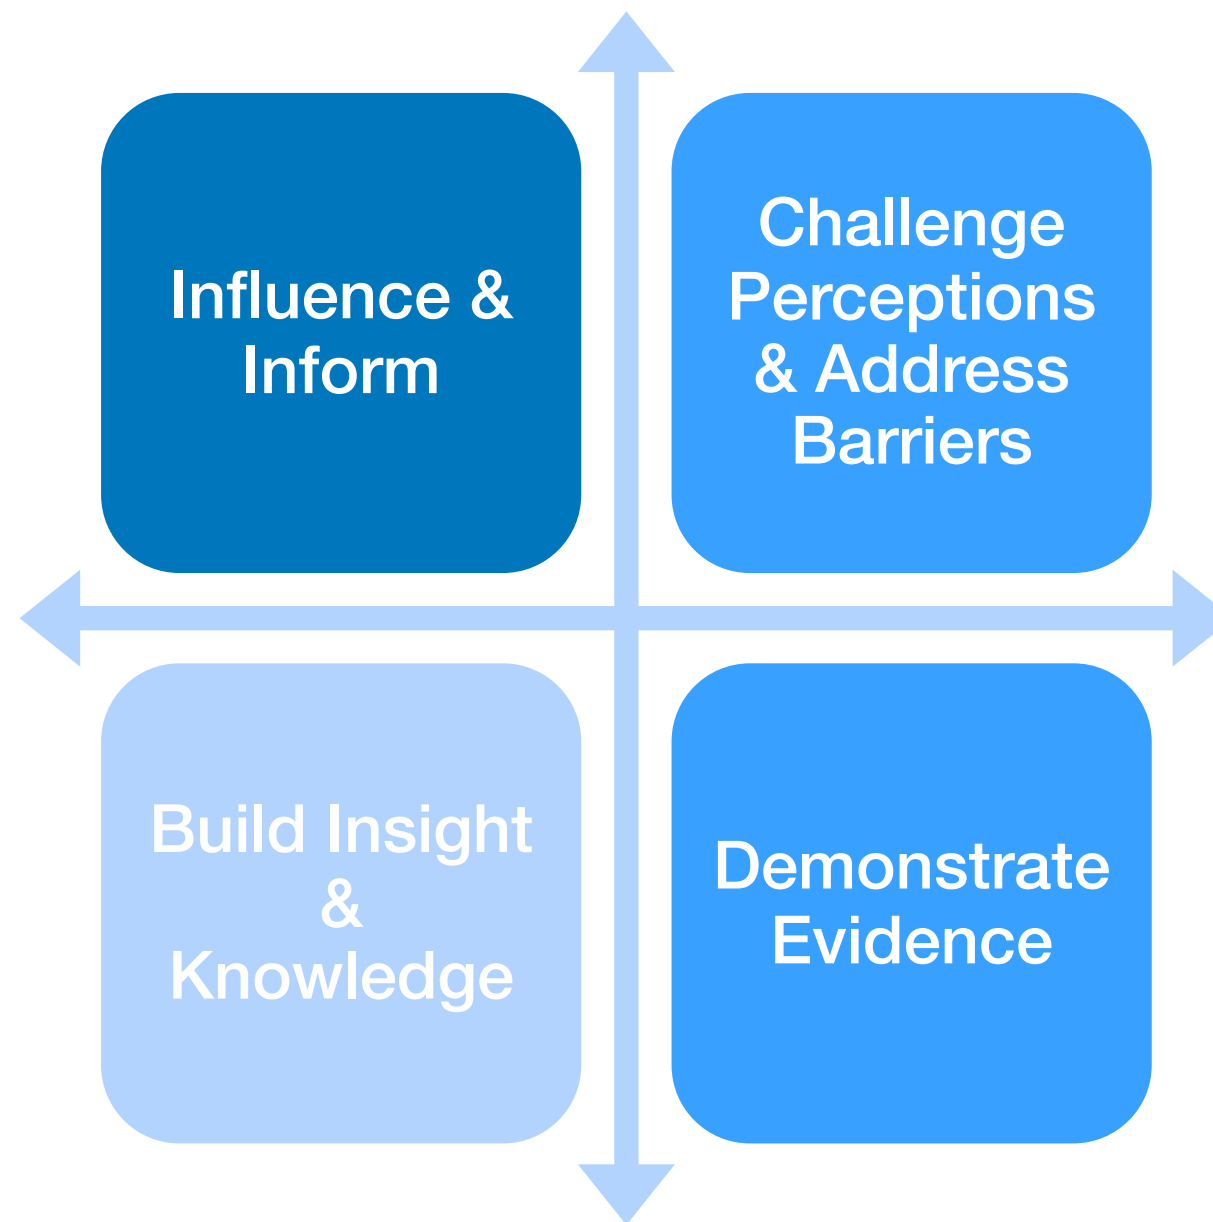 Influence &
Inform
Challenge
Perceptions
& Address
Barriers
Build Insight
&
Knowledge
Demonstrate
Evidence